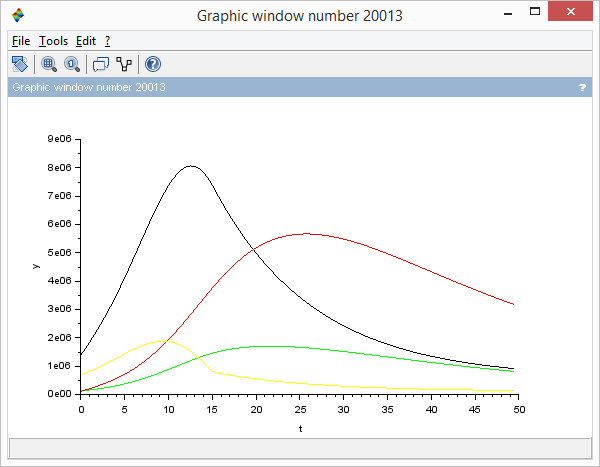 Graphic window number 20013
File Tools Edit ?
Graphic window number 20013 ?
9e06
8e06
7e06
6e06
5e06
y
4e06
3e06
2e06
1e06
0e00
0 5 10 15 20 25 30 35 40 45 50
t